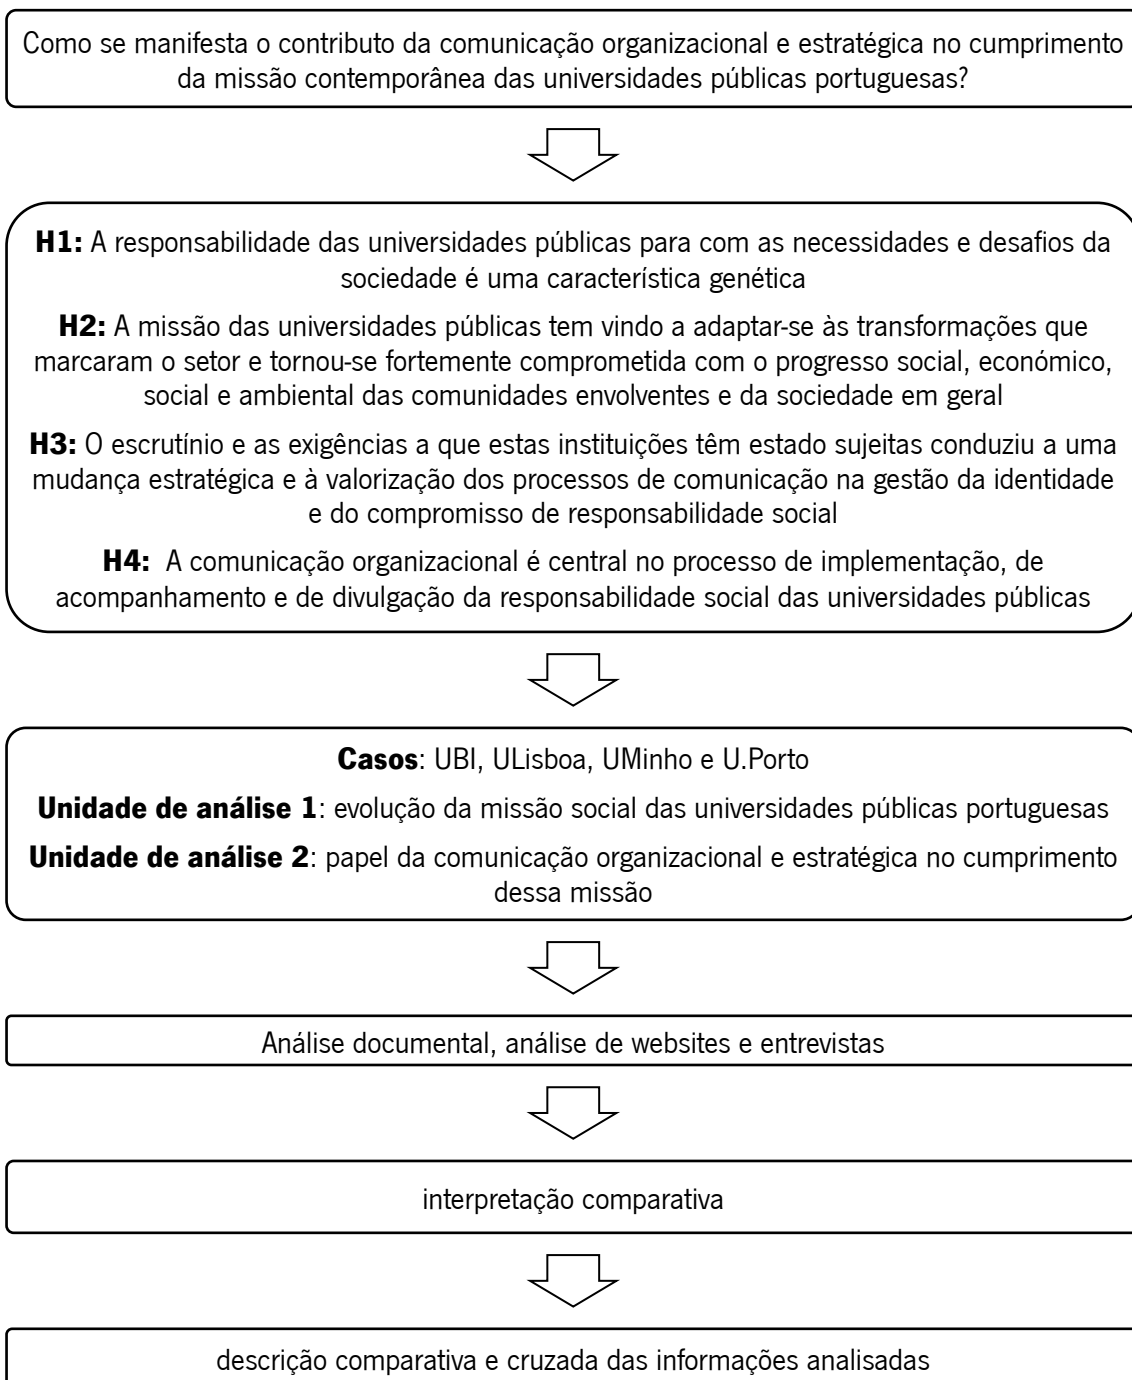 Como se manifesta o contributo da comunicação organizacional e estratégica no cumprimento
da missão contemporânea das universidades públicas portuguesas?
H1: A responsabilidade das universidades públicas para com as necessidades e desafios da
sociedade é uma característica genética
H2: A missão das universidades públicas tem vindo a adaptar-se às transformações que
marcaram o setor e tornou-se fortemente comprometida com o progresso social, económico,
social e ambiental das comunidades envolventes e da sociedade em geral
H3: O escrutínio e as exigências a que estas instituições têm estado sujeitas conduziu a uma
mudança estratégica e à valorização dos processos de comunicação na gestão da identidade
e do compromisso de responsabilidade social
H4: A comunicação organizacional é central no processo de implementação, de
acompanhamento e de divulgação da responsabilidade social das universidades públicas
Casos: UBI, ULisboa, UMinho e U.Porto
Unidade de análise 1: evolução da missão social das universidades públicas portuguesas
Unidade de análise 2: papel da comunicação organizacional e estratégica no cumprimento
dessa missão
Análise documental, análise de websites e entrevistas
interpretação comparativa
descrição comparativa e cruzada das informações analisadas